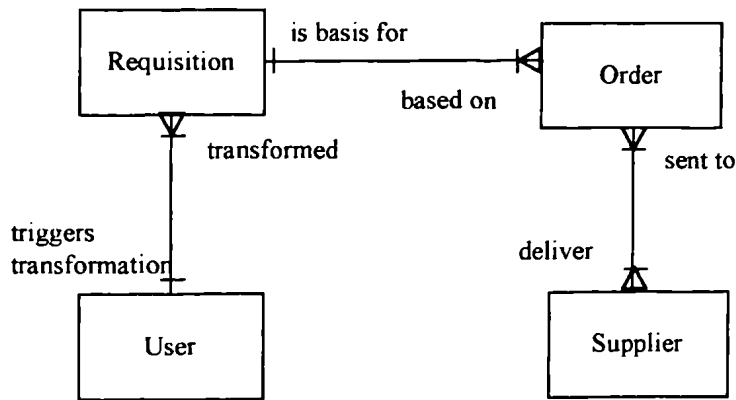 is basis for
Requisition
Order
based on
transformed
sent to
triggers
transformation
deliver
User
Supplier